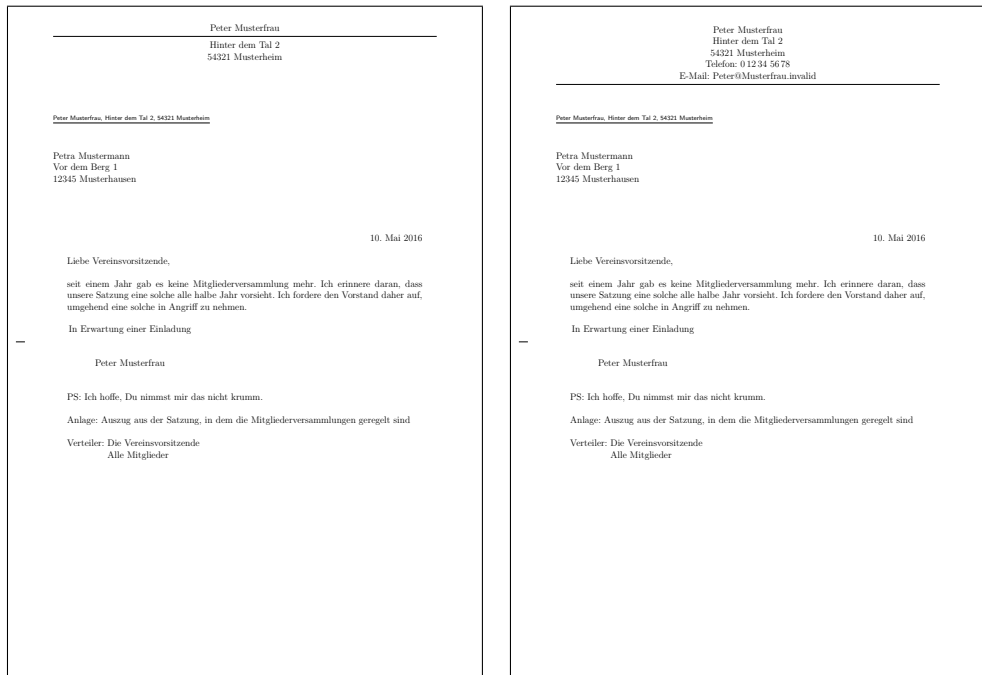 Peter Musterfrau
Hinter dem Tal 2
54321 Musterheim
Peter Musterfrau, Hinter dem Tal 2, 54321 Musterheim
Petra Mustermann
Vor dem Berg 1
12345 Musterhausen
10. Mai 2016
Liebe Vereinsvorsitzende,
seit einem Jahr gab es keine Mitgliederversammlung mehr. Ich erinnere daran, dass
unsere Satzung eine solche alle halbe Jahr vorsieht. Ich fordere den Vorstand daher auf,
umgehend eine solche in Angriff zu nehmen.
In Erwartung einer Einladung
Peter Musterfrau
PS: Ich hoffe, Du nimmst mir das nicht krumm.
Anlage: Auszug aus der Satzung, in dem die Mitgliederversammlungen geregelt sind
Verteiler: Die Vereinsvorsitzende
Alle Mitglieder
Peter Musterfrau
Hinter dem Tal 2
54321 Musterheim
Telefon: 0 12 34 56 78
E-Mail: Peter@Musterfrau.invalid
Peter Musterfrau, Hinter dem Tal 2, 54321 Musterheim
Petra Mustermann
Vor dem Berg 1
12345 Musterhausen
10. Mai 2016
Liebe Vereinsvorsitzende,
seit einem Jahr gab es keine Mitgliederversammlung mehr. Ich erinnere daran, dass
unsere Satzung eine solche alle halbe Jahr vorsieht. Ich fordere den Vorstand daher auf,
umgehend eine solche in Angriff zu nehmen.
In Erwartung einer Einladung
Peter Musterfrau
PS: Ich hoffe, Du nimmst mir das nicht krumm.
Anlage: Auszug aus der Satzung, in dem die Mitgliederversammlungen geregelt sind
Verteiler: Die Vereinsvorsitzende
Alle Mitglieder